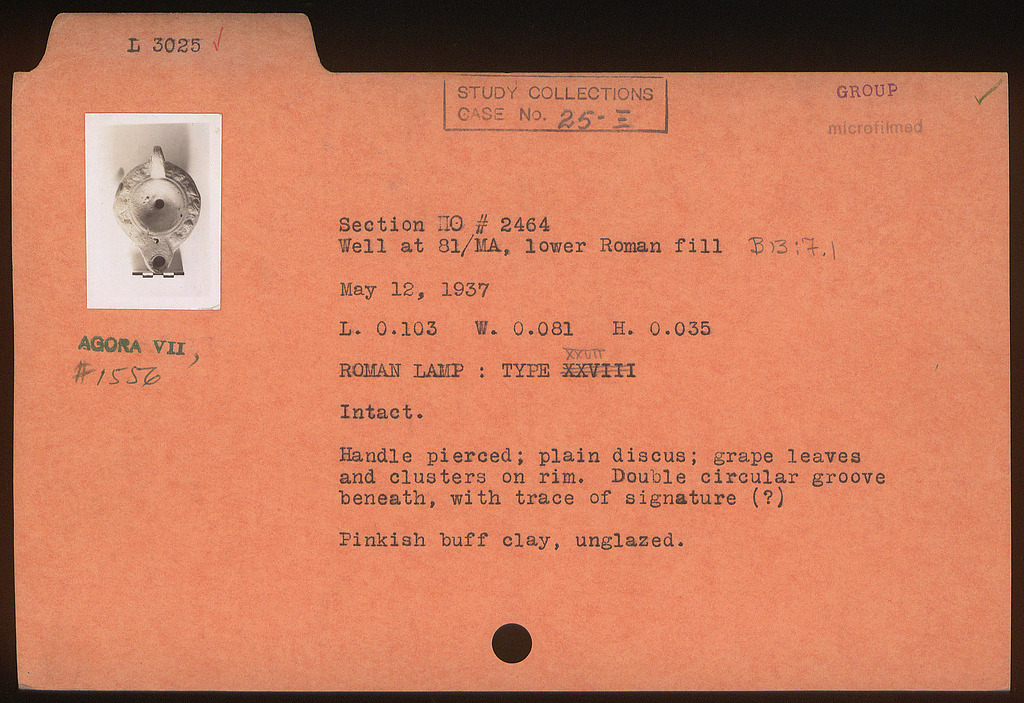 L 3025 ✓
STUDY COLLECTIONS
CASE No. 25-Ξ
GROUP
microfilmed
Section ΠΘ # 2464
Well at 81/ΜΑ, lower Roman fill B 13:7.1
May 12, 1937
L. 0.103 W. 0.081 H. 0.035
AGORA VII,
#1556
XXVII
ROMAN LAMP : TYPE XXVIII
Intact.
Handle pierced; plain discus; grape leaves
and clusters on rim. Double circular groove
beneath, with trace of signature (?)
Pinkish buff clay, unglazed.